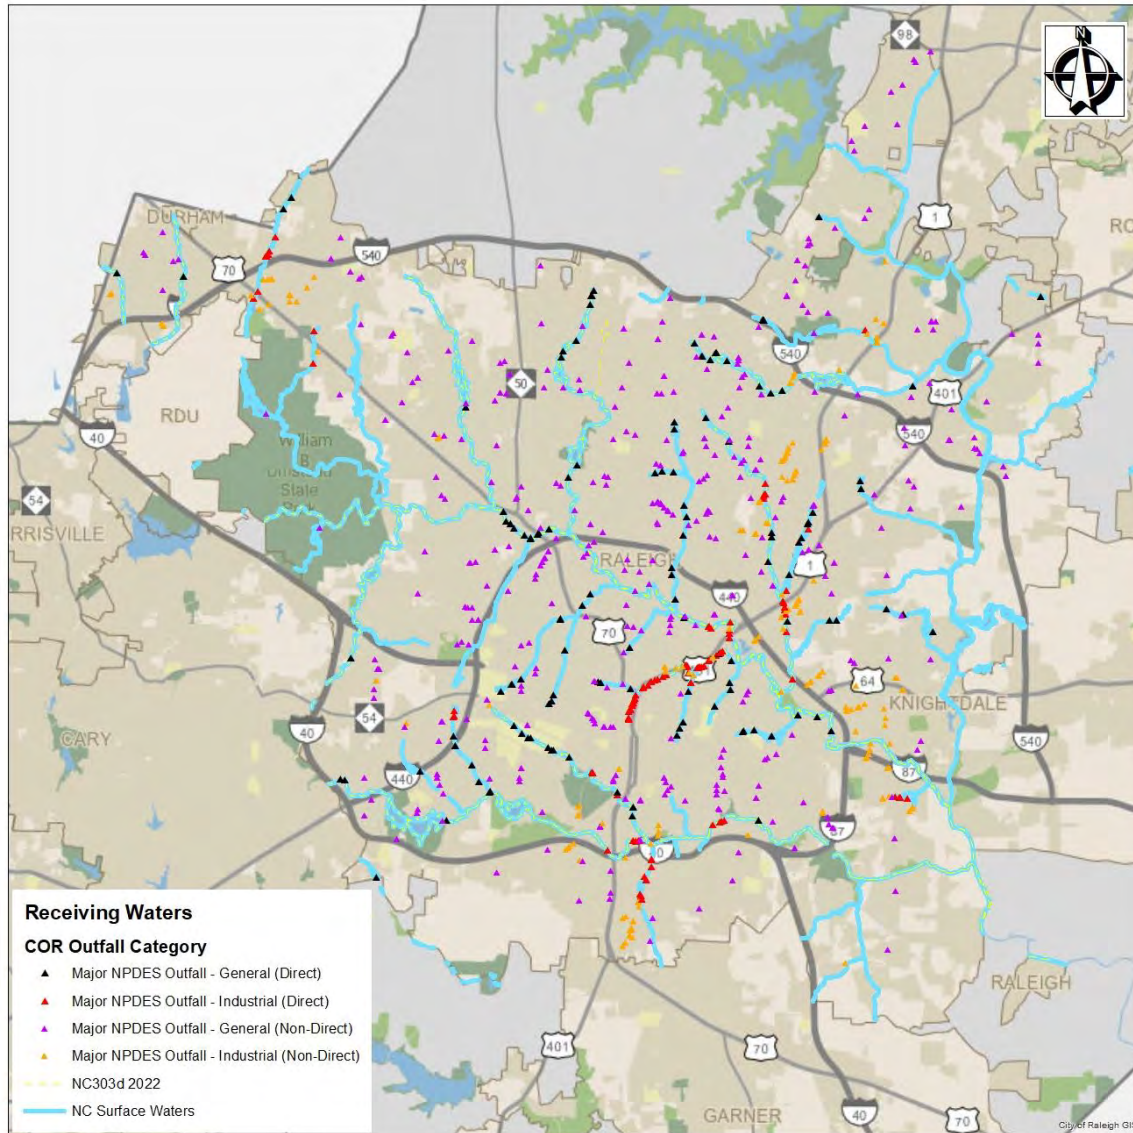 N
98
DURHAM
1
RO
70
540
540
50
401
RDU
40
540
William
B.
State
54
RRISVILLE
RALEIGH
1
440
70
401
64
KNIGHTDALE
54
40
CARY
540
440
87
87
40
Receiving Waters
COR Outfall Category
Major NPDES Outfall - General (Direct)
Major NPDES Outfall - Industrial (Direct)
RALEIGH
Major NPDES Outfall - General (Non-Direct)
Major NPDES Outfall - Industrial (Non-Direct)
401
70
NC303d 2022
NC Surface Waters
GARNER
40
70
City of Raleigh GIS